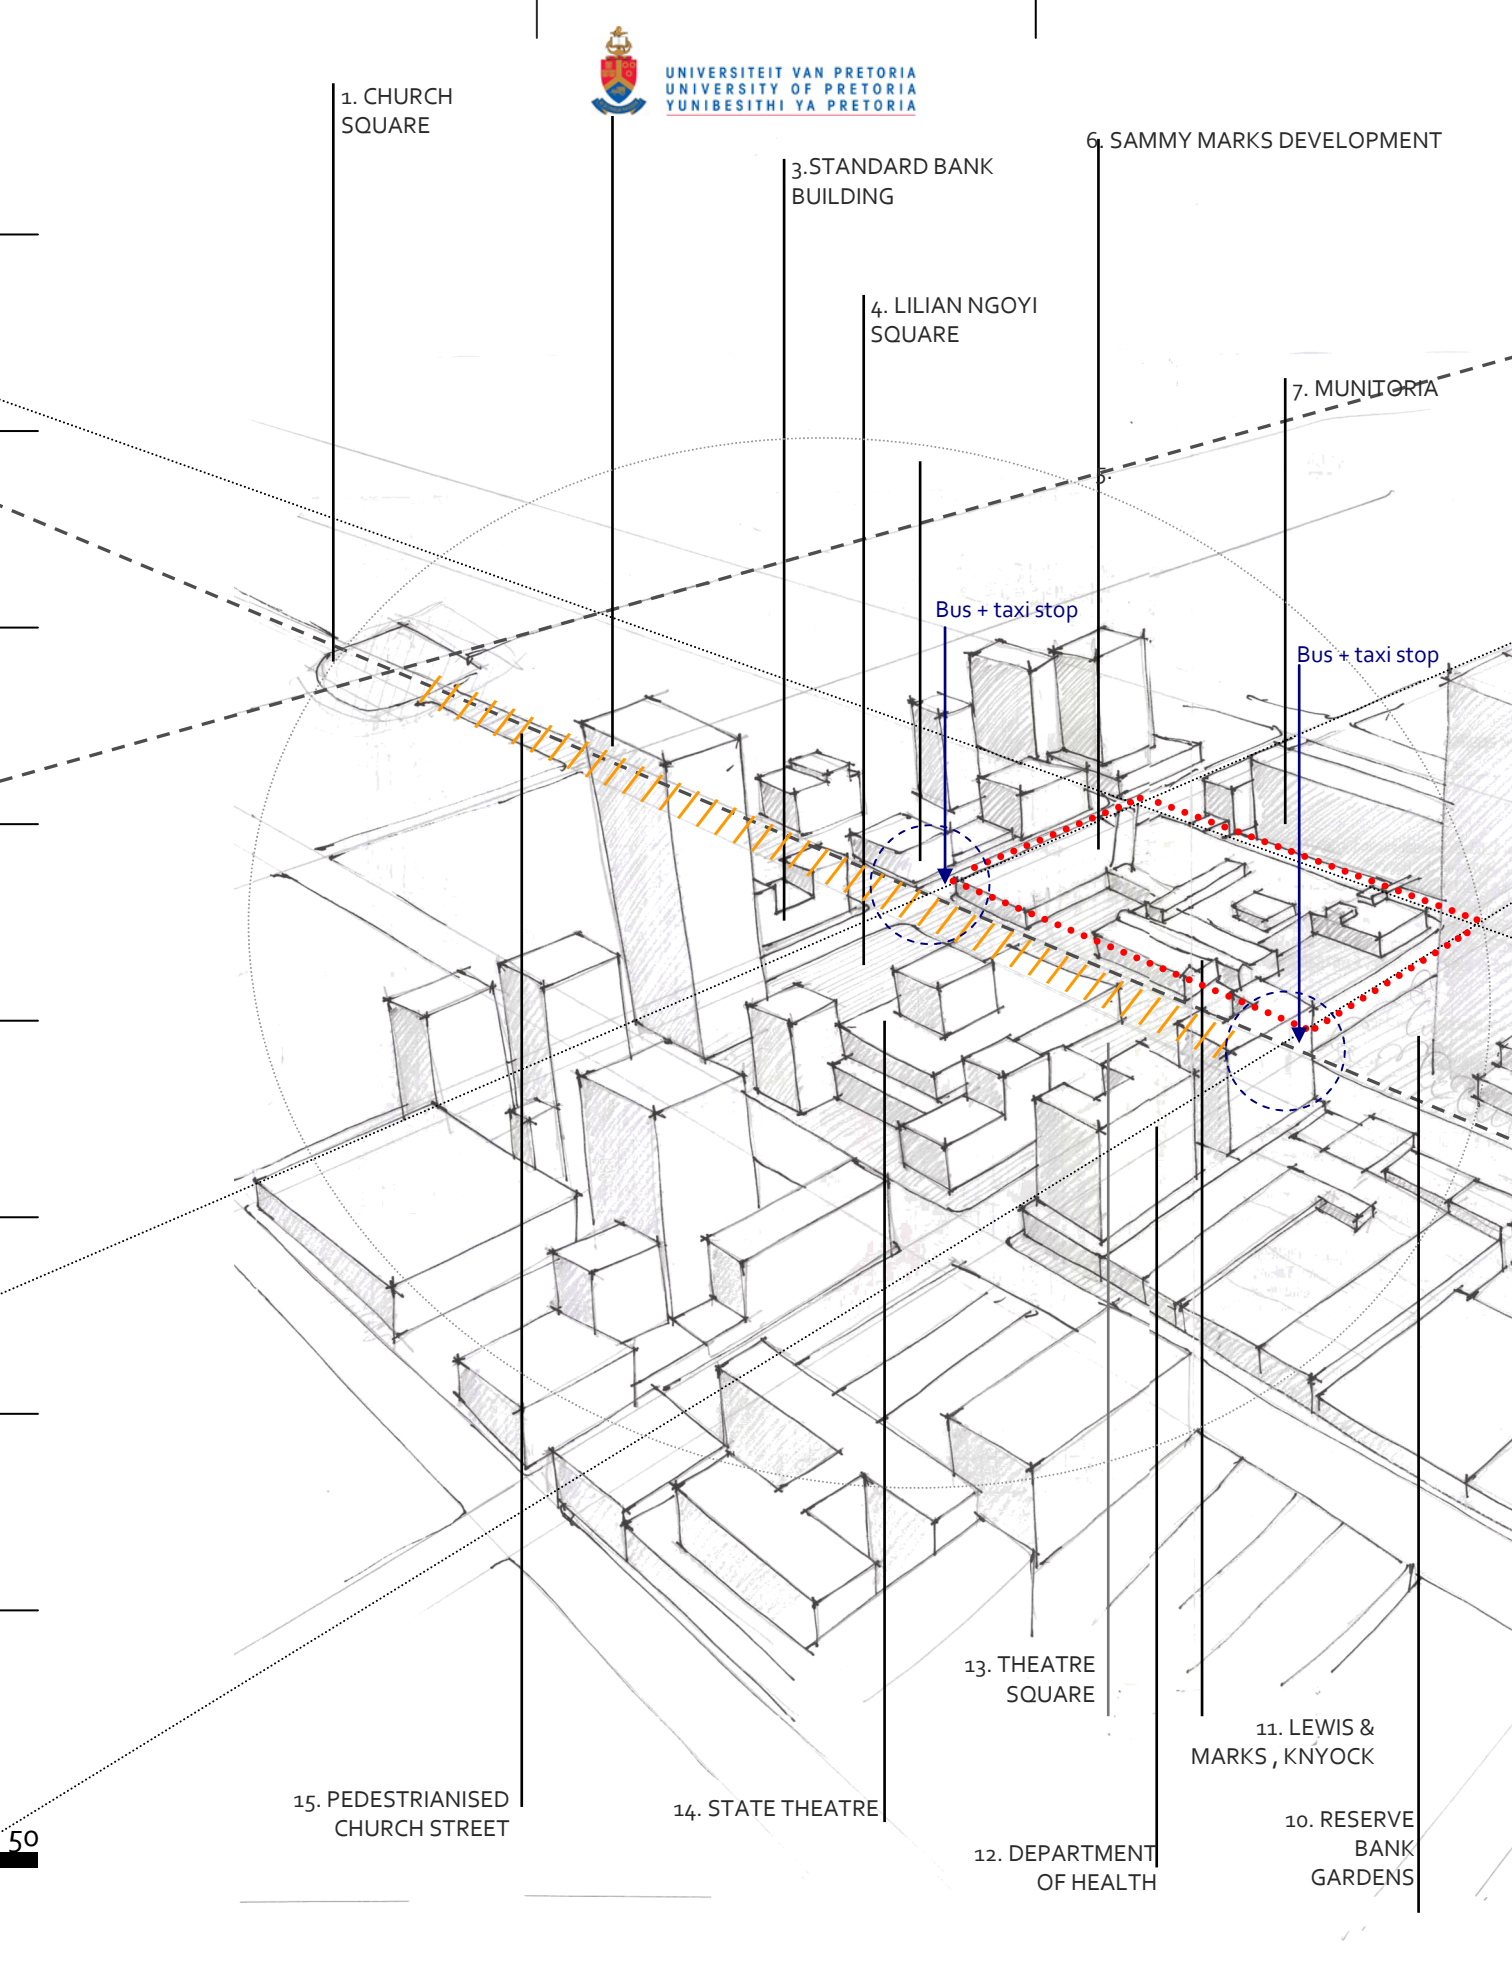 UNIVERSITEIT VAN PRETORIA
UNIVERSITY OF PRETORIA
YUNIBESITHI YA PRETORIA
1. CHURCH
SQUARE
3.STANDARD BANK
BUILDING
6. SAMMY MARKS DEVELOPMENT
4. LILIAN NGOYI
SQUARE
7. MUNITORIA
5.
Bus + taxi stop
Bus + taxi stop
13. THEATRE
SQUARE
11. LEWIS &
MARKS , KNYOCK
15. PEDESTRIANISED
CHURCH STREET
14. STATE THEATRE
12. DEPARTMENT
OF HEALTH
10. RESERVE
BANK
GARDENS
50